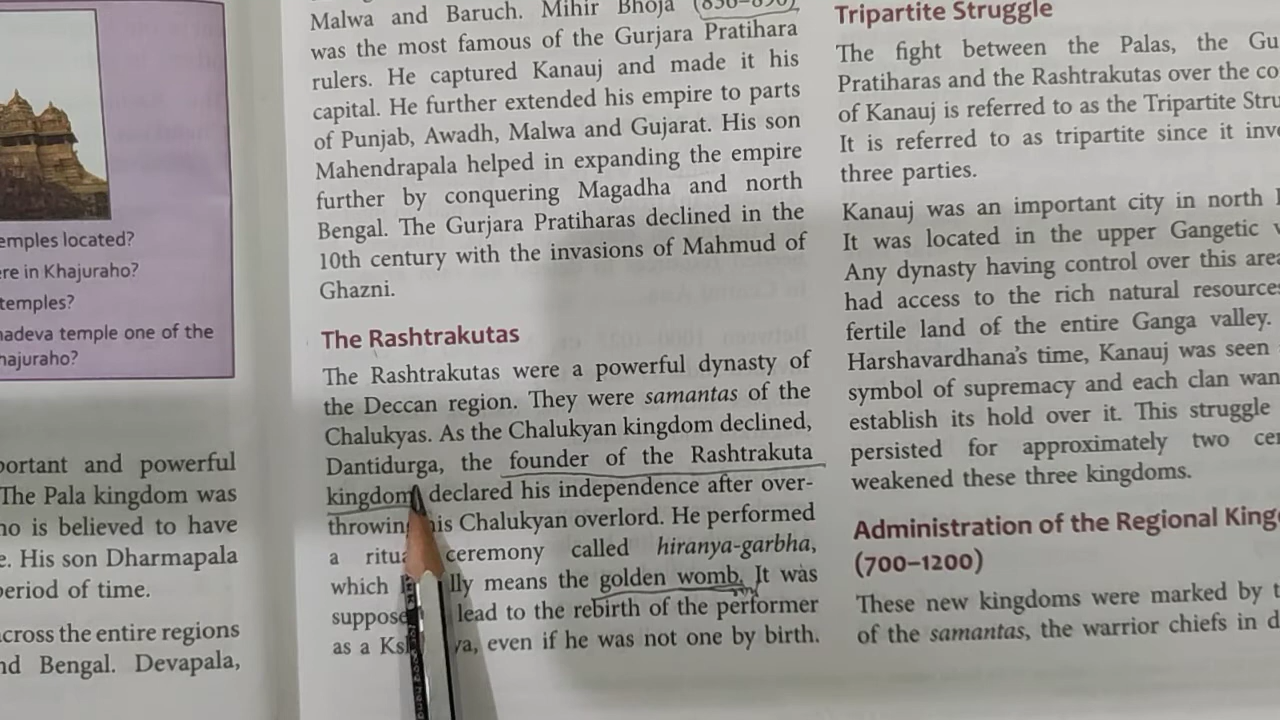 emples located?
re in Khajuraho?
temples?
nadeva temple one of the
hajuraho?
portant and powerful
The Pala kingdom was
ho is believed to have
e. His son Dharmapala
period of time.
across the entire regions
nd Bengal. Devapala,
Malwa and Baruch. Mihir Bhoja (836–890)
was the most famous of the Gurjara Pratihara
rulers. He captured Kanauj and made it his
capital. He further extended his empire to parts
of Punjab, Awadh, Malwa and Gujarat. His son
Mahendrapala helped in expanding the empire
further by conquering Magadha and north
Bengal. The Gurjara Pratiharas declined in the
10th century with the invasions of Mahmud of
Ghazni.
The Rashtrakutas
The Rashtrakutas were a powerful dynasty of
the Deccan region. They were samantas of the
Chalukyas. As the Chalukyan kingdom declined,
Dantidurga, the founder of the Rashtrakuta
kingdom declared his independence after over-
throwing his Chalukyan overlord. He performed
a ritual ceremony called hiranya-garbha,
which lly means the golden womb. It was
suppose lead to the rebirth of the performer
as a Ks ya, even if he was not one by birth.
Tripartite Struggle
The fight between the Palas, the Gu
Pratiharas and the Rashtrakutas over the co
of Kanauj is referred to as the Tripartite Stru
It is referred to as tripartite since it inv
three parties.
Kanauj was an important city in north
It was located in the upper Gangetic v
Any dynasty having control over this area
had access to the rich natural resources
fertile land of the entire Ganga valley.
Harshavardhana's time, Kanauj was seen
symbol of supremacy and each clan wan
establish its hold over it. This struggle
persisted for approximately two cen
weakened these three kingdoms.
Administration of the Regional King
(700–1200)
These new kingdoms were marked by t
of the samantas, the warrior chiefs in d